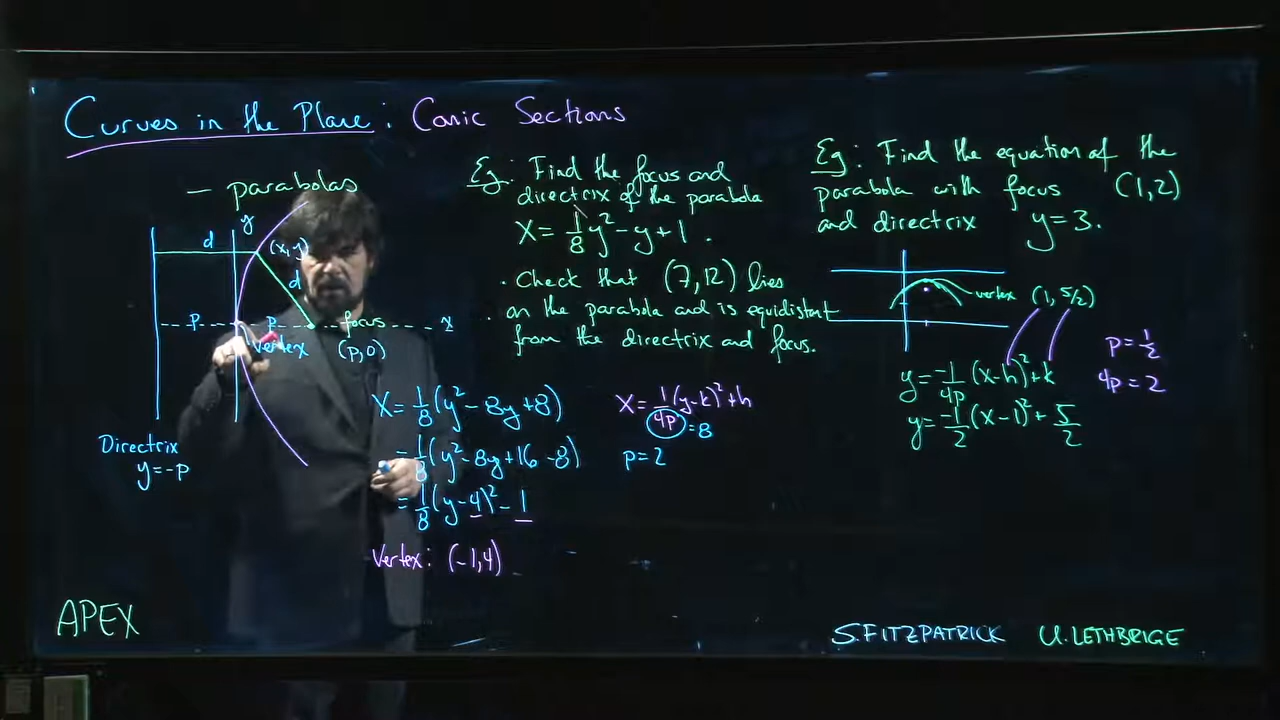 Curves in the Plane: Conic Sections
– parabolas
y
d
(x,y)
d
P
P
focus
x
vertex
(p,0)
Directrix
y=-p
Eg: Find the focus and
directrix of the parabola
x = 1/8 y² - y + 1.
· Check that (7,12) lies
· on the parabola and is equidistant
from the directrix and focus.
x = 1/8(y² - 8y + 8)
= 1/8(y² - 8y + 16 - 8)
= 1/8(y - 4)² - 1
Vertex: (-1,4)
x = 1/4p (y-k)² + h
= 8
p = 2
Eg: Find the equation of the
parabola with focus (1,2)
and directrix y=3.
vertex (1, 5/2)
p = 1/2
4p = 2
y = -1/4p (x-h)² + k
y = -1/2 (x-1)² + 5/2
APEX
S.FITZPATRICK U.LETHBRIGE